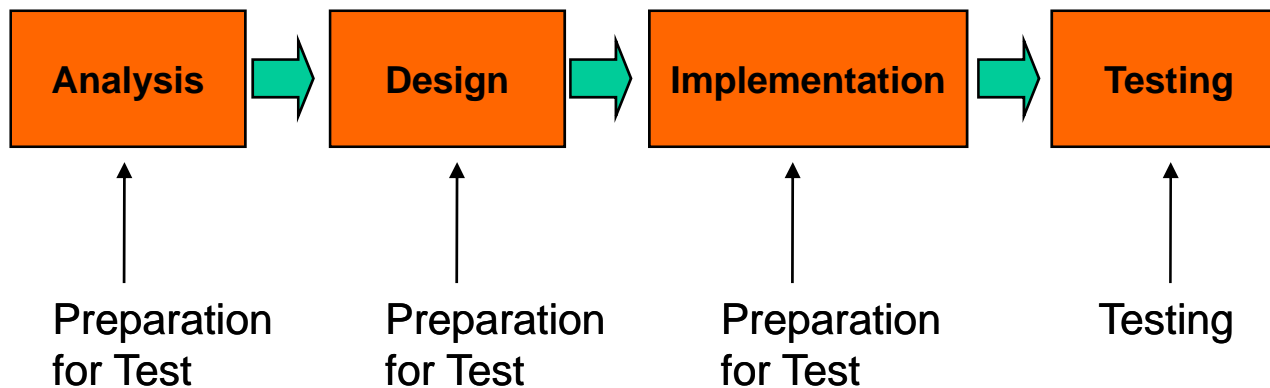 Analysis
Design
Implementation
Testing
Preparation
for Test
Preparation
for Test
Preparation
for Test
Testing